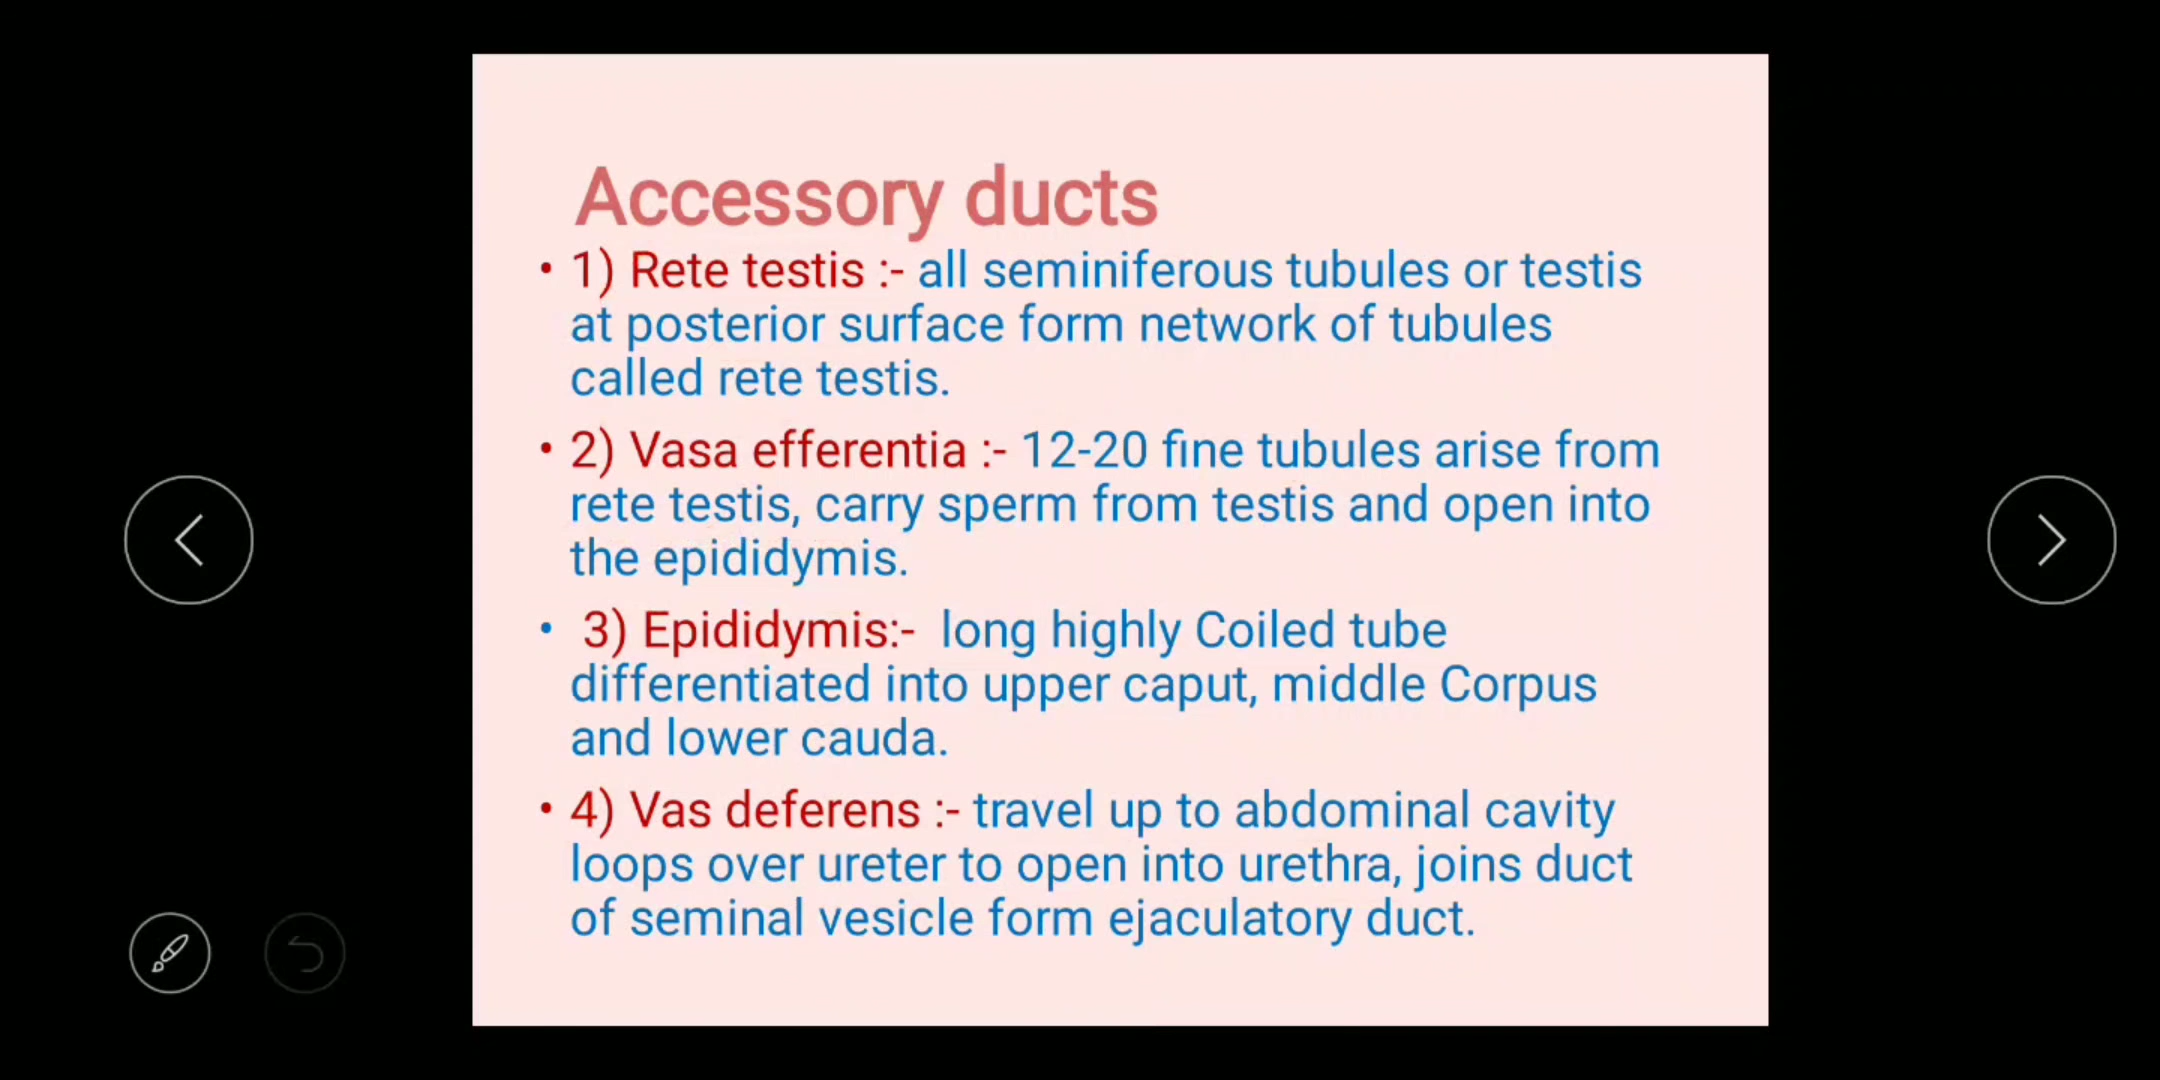 Accessory ducts
• 1) Rete testis :- all seminiferous tubules or testis
at posterior surface form network of tubules
called rete testis.
• 2) Vasa efferentia :- 12-20 fine tubules arise from
rete testis, carry sperm from testis and open into
the epididymis.
• 3) Epididymis:- long highly Coiled tube
differentiated into upper caput, middle Corpus
and lower cauda.
• 4) Vas deferens :- travel up to abdominal cavity
loops over ureter to open into urethra, joins duct
of seminal vesicle form ejaculatory duct.